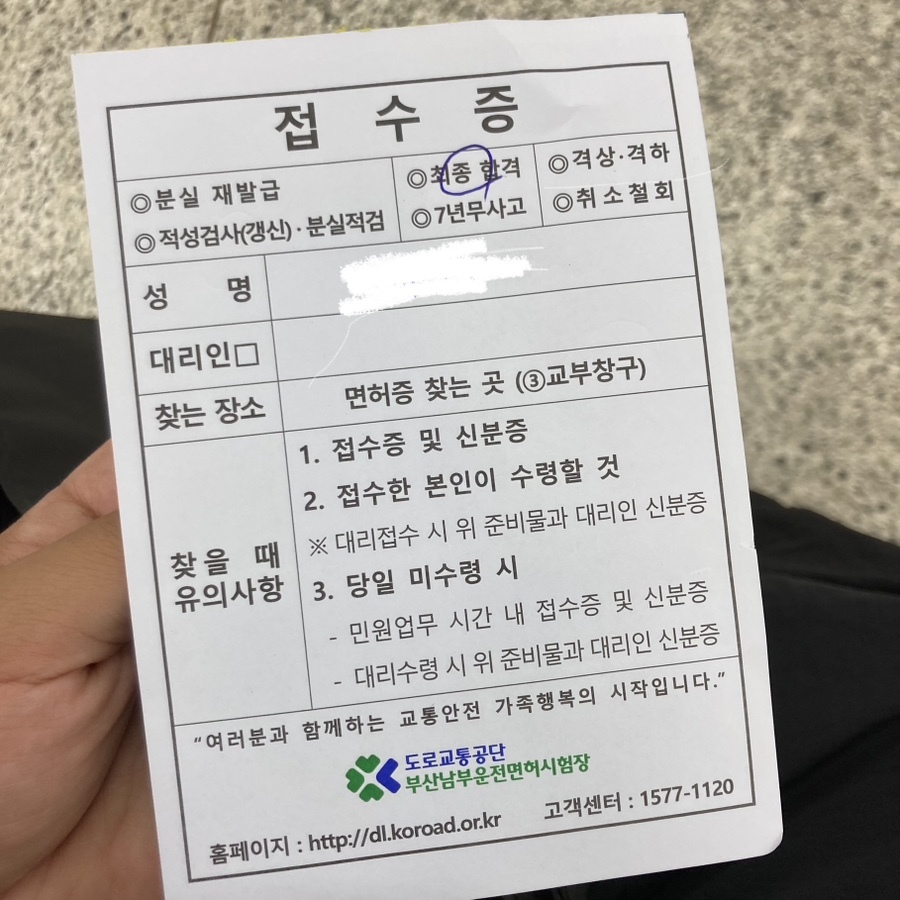 접 수 증
◎분실 재발급
◎적성검사(갱신)·분실적검
◎최종 합격
◎7년무사고
◎격상·격하
◎취소철회
성 명
대리인□
찾는 장소
면허증 찾는 곳 (③교부창구)
찾을 때
유의사항
1. 접수증 및 신분증
2. 접수한 본인이 수령할 것
※ 대리접수 시 위 준비물과 대리인 신분증
3. 당일 미수령 시
- 민원업무 시간 내 접수증 및 신분증
- 대리수령 시 위 준비물과 대리인 신분증
"여러분과 함께하는 교통안전 가족행복의 시작입니다."
도로교통공단
부산남부운전면허시험장
홈페이지 : http://dl.koroad.or.kr 고객센터 : 1577-1120